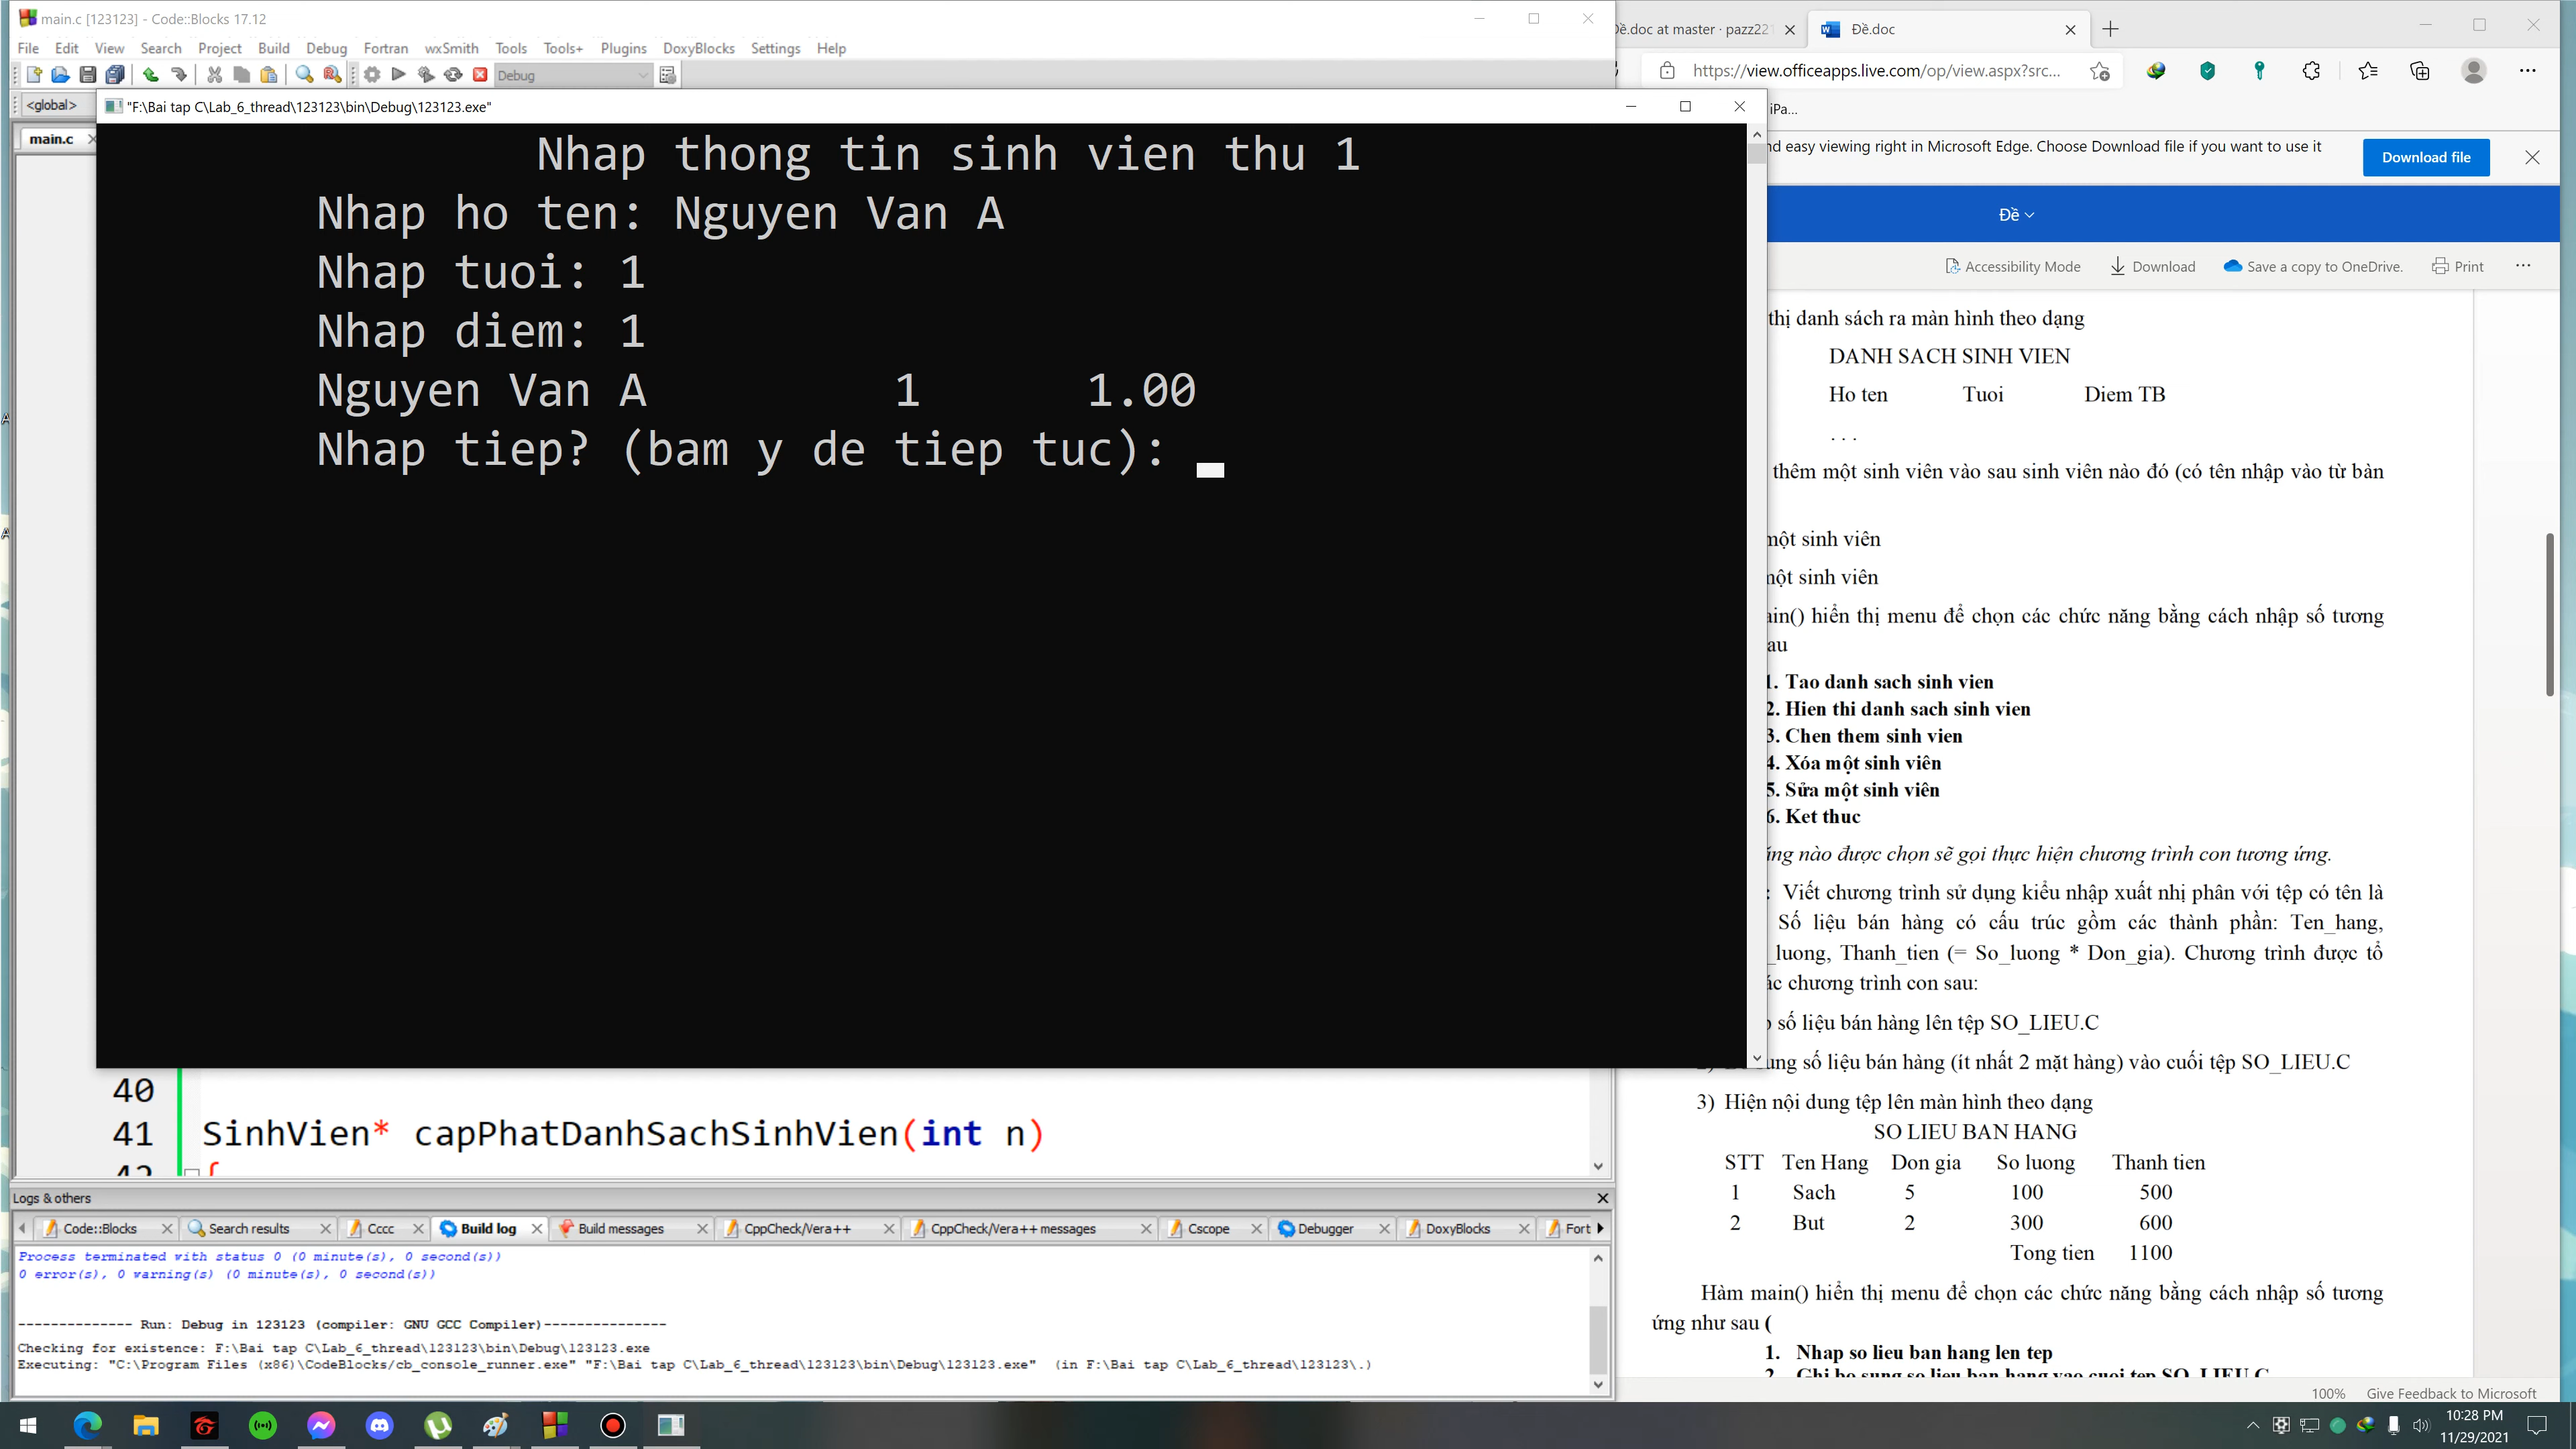 main.c [123123] - Code::Blocks 17.12
File Edit View Search Project Build Debug Fortran wxSmith Tools Tools+ Plugins DoxyBlocks Settings Help
Debug
<global>
main.c
"F:\Bai tap C\Lab_6_thread\123123\bin\Debug\123123.exe"
Nhap thong tin sinh vien thu 1
Nhap ho ten: Nguyen Van A
Nhap tuoi: 1
Nhap diem: 1
Nguyen Van A 1 1.00
Nhap tiep? (bam y de tiep tuc):
40
41 SinhVien* capPhatDanhSachSinhVien(int n)
42 {
Logs & others
Code::Blocks Search results Cccc Build log Build messages CppCheck/Vera++ CppCheck/Vera++ messages Cscope Debugger DoxyBlocks Fort
Process terminated with status 0 (0 minute(s), 0 second(s))
0 error(s), 0 warning(s) (0 minute(s), 0 second(s))
-------------- Run: Debug in 123123 (compiler: GNU GCC Compiler)---------------
Checking for existence: F:\Bai tap C\Lab_6_thread\123123\bin\Debug\123123.exe
Executing: "C:\Program Files (x86)\CodeBlocks/cb_console_runner.exe" "F:\Bai tap C\Lab_6_thread\123123\bin\Debug\123123.exe" (in F:\Bai tap C\Lab_6_thread\123123\.)
Đề.doc at master · pazz221
Đề.doc
https://view.officeapps.live.com/op/view.aspx?src...
iPa...
nd easy viewing right in Microsoft Edge. Choose Download file if you want to use it
Download file
Đề
Accessibility Mode Download Save a copy to OneDrive. Print ...
thị danh sách ra màn hình theo dạng
DANH SACH SINH VIEN
Ho ten Tuoi Diem TB
. . .
thêm một sinh viên vào sau sinh viên nào đó (có tên nhập vào từ bàn
một sinh viên
một sinh viên
ain() hiển thị menu để chọn các chức năng bằng cách nhập số tương
au
1. Tao danh sach sinh vien
2. Hien thi danh sach sinh vien
3. Chen them sinh vien
4. Xóa một sinh viên
5. Sửa một sinh viên
6. Ket thuc
ăng nào được chọn sẽ gọi thực hiện chương trình con tương ứng.
: Viết chương trình sử dụng kiểu nhập xuất nhị phân với tệp có tên là
Số liệu bán hàng có cấu trúc gồm các thành phần: Ten_hang,
_luong, Thanh_tien (= So_luong * Don_gia). Chương trình được tổ
ác chương trình con sau:
p số liệu bán hàng lên tệp SO_LIEU.C
ung số liệu bán hàng (ít nhất 2 mặt hàng) vào cuối tệp SO_LIEU.C
3) Hiện nội dung tệp lên màn hình theo dạng
SO LIEU BAN HANG
STT Ten Hang Don gia So luong Thanh tien
1 Sach 5 100 500
2 But 2 300 600
Tong tien 1100
Hàm main() hiển thị menu để chọn các chức năng bằng cách nhập số tương
ứng như sau (
1. Nhap so lieu ban hang len tep
2. Ghi bo sung so lieu ban hang vao cuoi tep SO_LIEU.C
100% Give Feedback to Microsoft
10:28 PM
11/29/2021